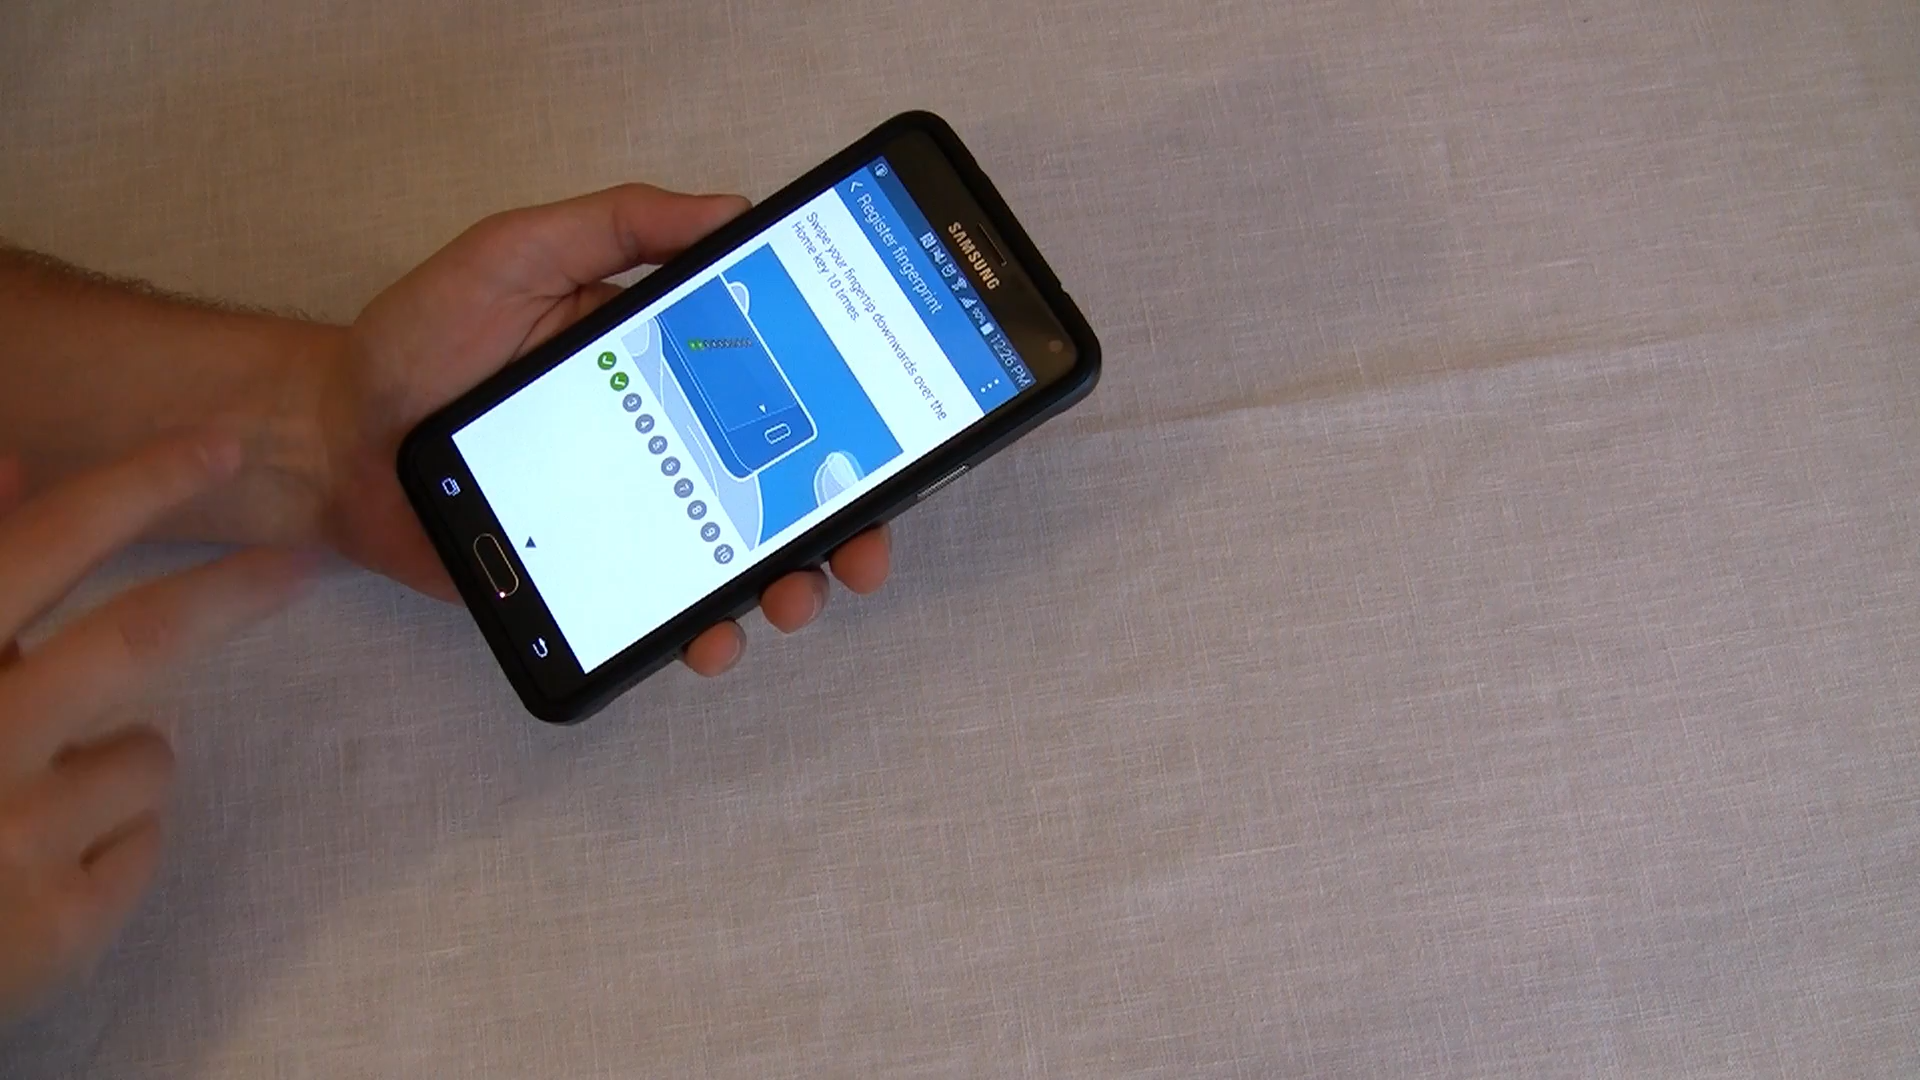 SAMSUNG
90% 12:26 PM
Register fingerprint
Swipe your fingertip downwards over the
Home key 10 times.
3 4 5 6 7 8 9 10